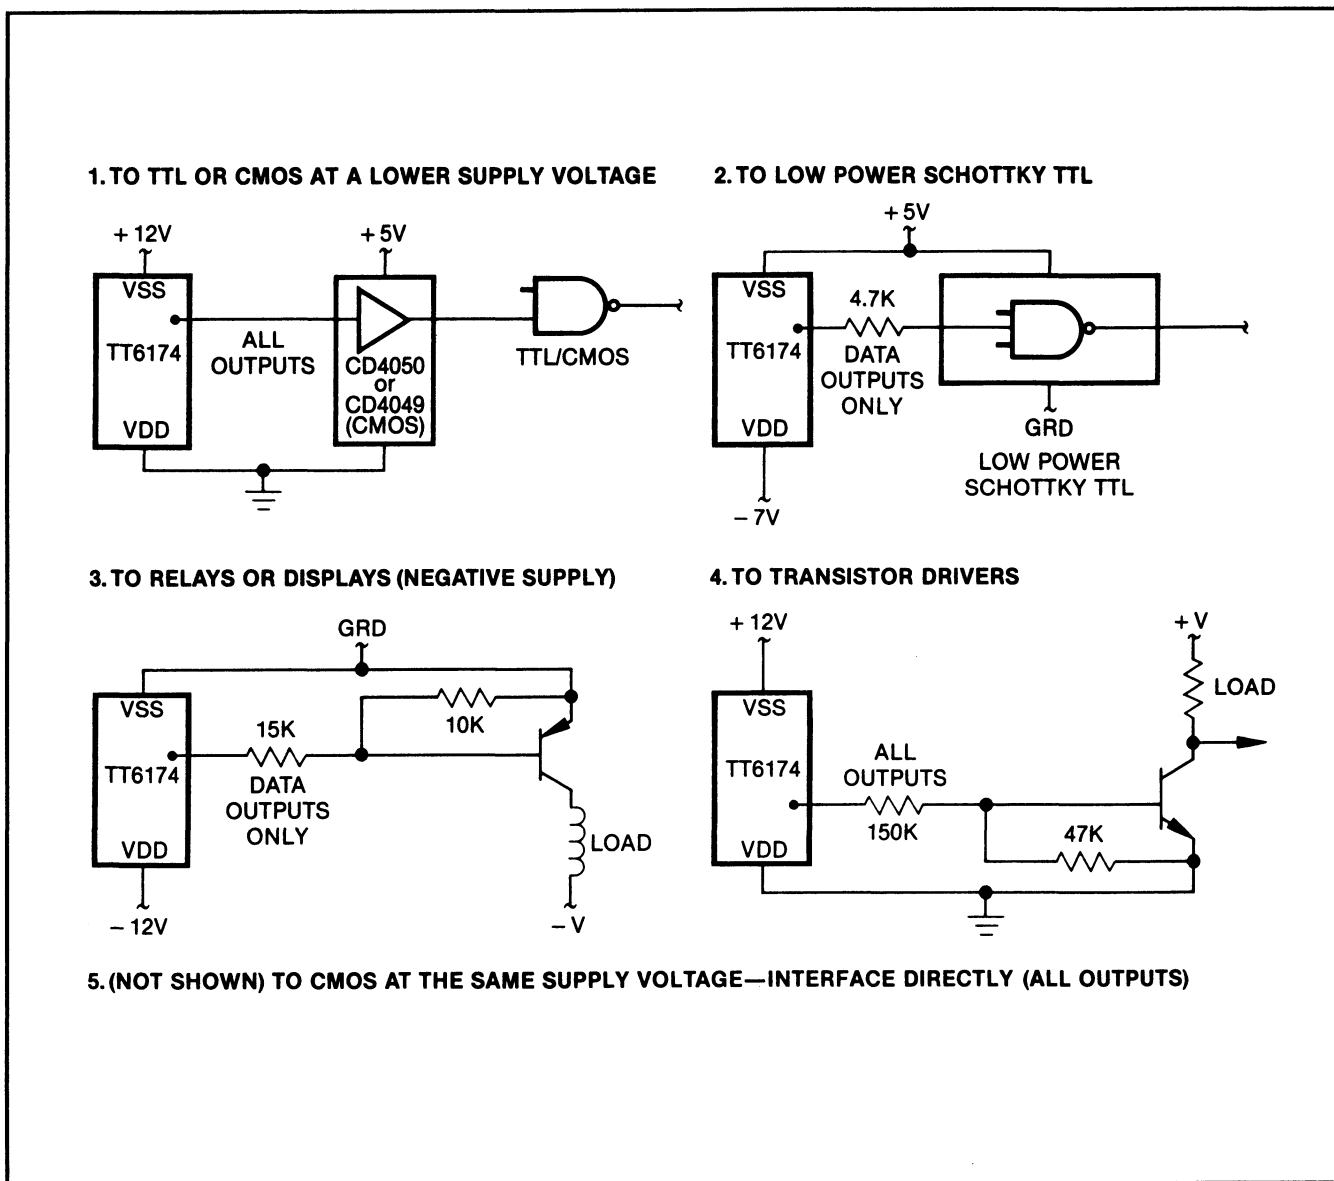 1. TO TTL OR CMOS AT A LOWER SUPPLY VOLTAGE
+12V
+5V
VSS
TT6174
VDD
ALL
OUTPUTS
CD4050
or
CD4049
(CMOS)
TTL/CMOS
2. TO LOW POWER SCHOTTKY TTL
+5V
VSS
TT6174
VDD
4.7K
DATA
OUTPUTS
ONLY
GRD
LOW POWER
SCHOTTKY TTL
–7V
3. TO RELAYS OR DISPLAYS (NEGATIVE SUPPLY)
GRD
VSS
TT6174
VDD
15K
DATA
OUTPUTS
ONLY
10K
LOAD
–12V
–V
4. TO TRANSISTOR DRIVERS
+12V
+V
LOAD
VSS
TT6174
VDD
ALL
OUTPUTS
150K
47K
5. (NOT SHOWN) TO CMOS AT THE SAME SUPPLY VOLTAGE—INTERFACE DIRECTLY (ALL OUTPUTS)